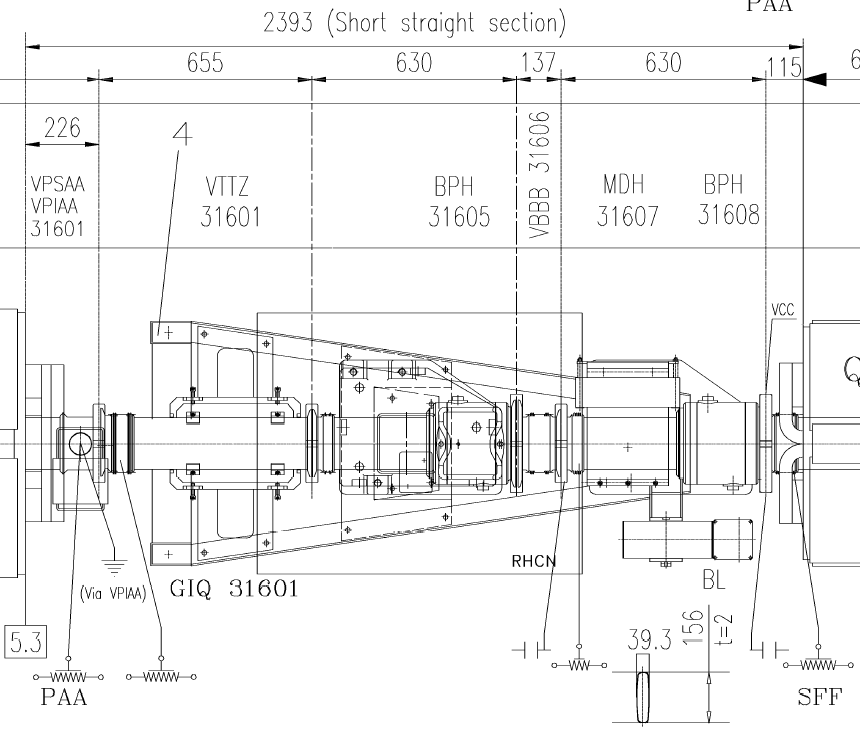 PAA
2393 (Short straight section)
655
630
137
630
115
6
226
4
VPSAA
VPIAA
31601
VTTZ
31601
BPH
31605
VBBB 31606
MDH
31607
BPH
31608
VCC
Q
RHCN
(Via VPIAA)
GIQ 31601
BL
5.3
39.3
156
t=2
PAA
SFF